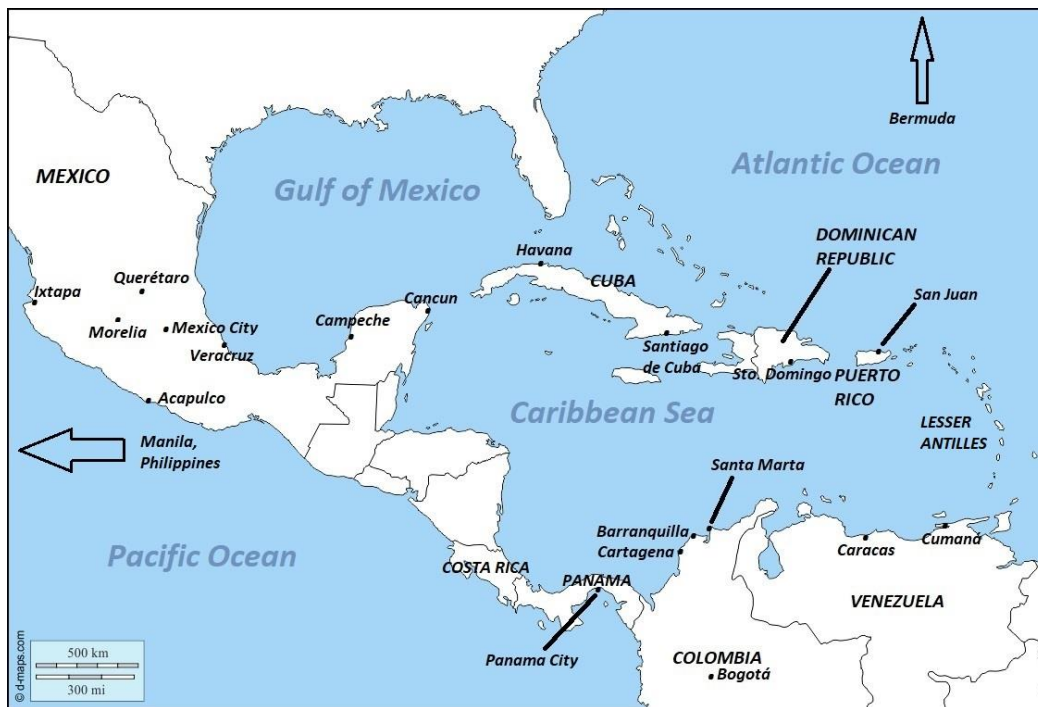 Bermuda
Atlantic Ocean
MEXICO
Gulf of Mexico
DOMINICAN
REPUBLIC
Havana
CUBA
Querétaro
Ixtapa
Cancun
San Juan
Campeche
Morelia
Mexico City
Veracruz
Santiago
de Cuba
Sto. Domingo
PUERTO
RICO
Acapulco
Caribbean Sea
LESSER
ANTILLES
Manila,
Philippines
Santa Marta
Barranquilla
Cartagena
Caracas
Cumaná
Pacific Ocean
COSTA RICA
PANAMA
VENEZUELA
Panama City
COLOMBIA
Bogotá
500 km
300 mi
© d-maps.com